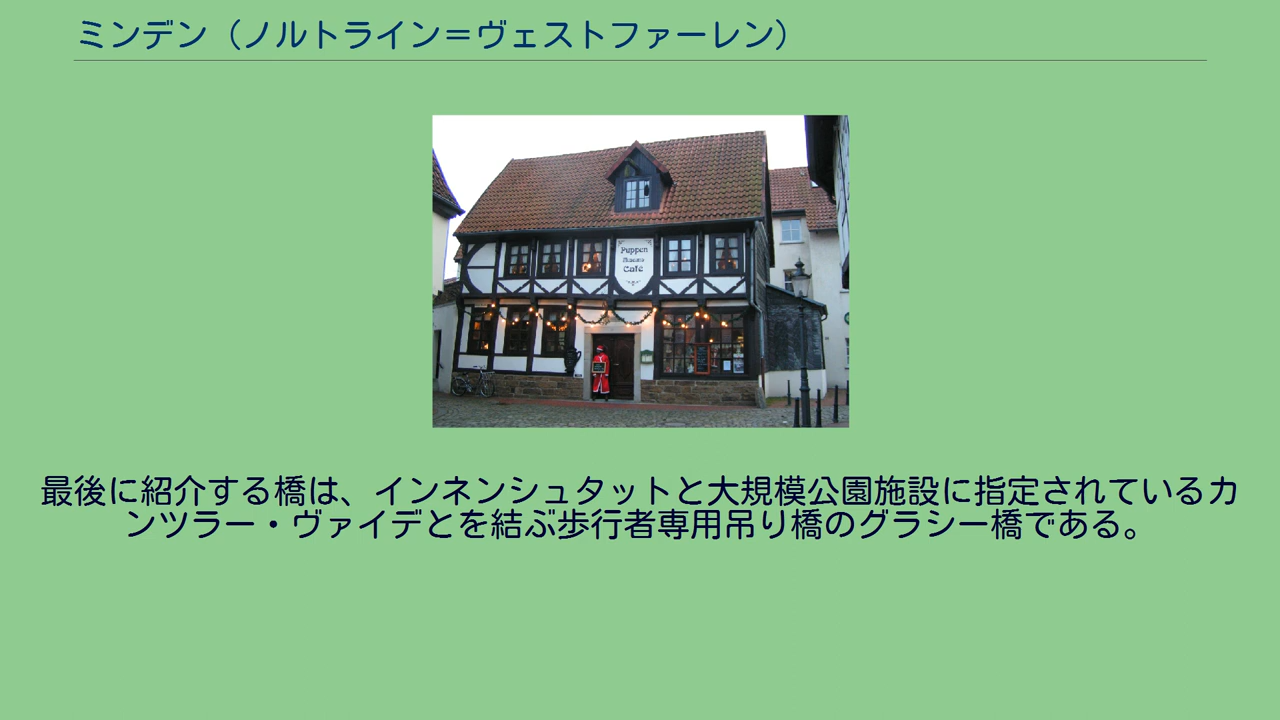 ミンデン（ノルトライン＝ヴェストファーレン）
Puppen
Museum
Café
最後に紹介する橋は、インネンシュタットと大規模公園施設に指定されているカ
ンツラー・ヴァイデとを結ぶ歩行者専用吊り橋のグラシー橋である。